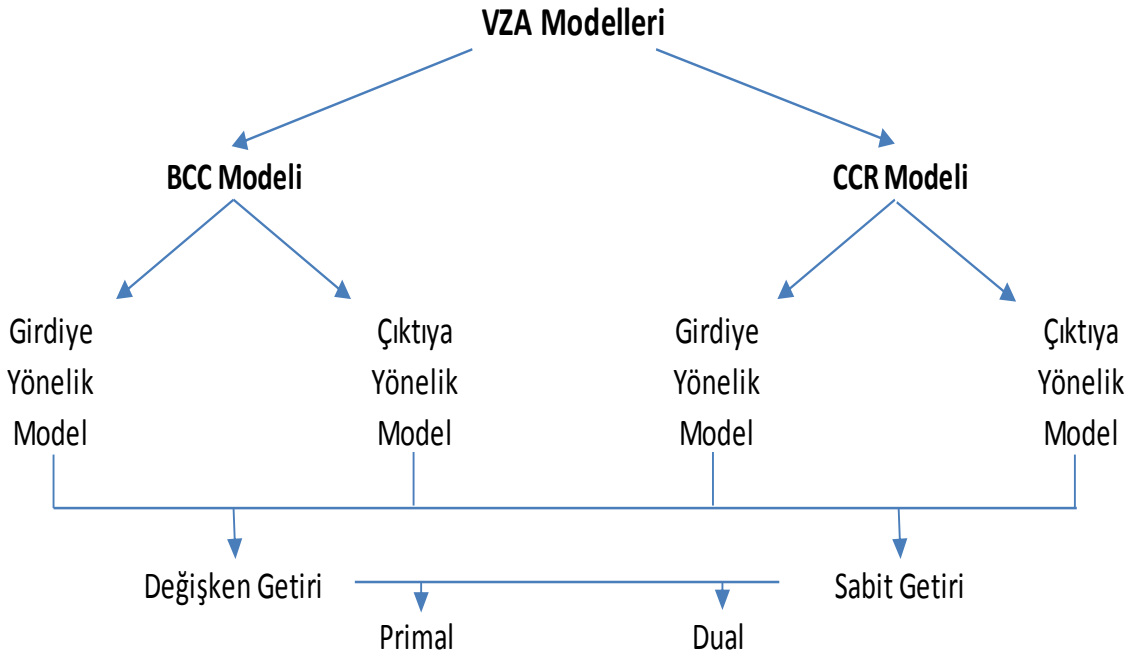 VZA Modelleri
BCC Modeli
CCR Modeli
Girdiye
Yönelik
Model
Çıktıya
Yönelik
Model
Girdiye
Yönelik
Model
Çıktıya
Yönelik
Model
Değişken Getiri
Sabit Getiri
Primal
Dual